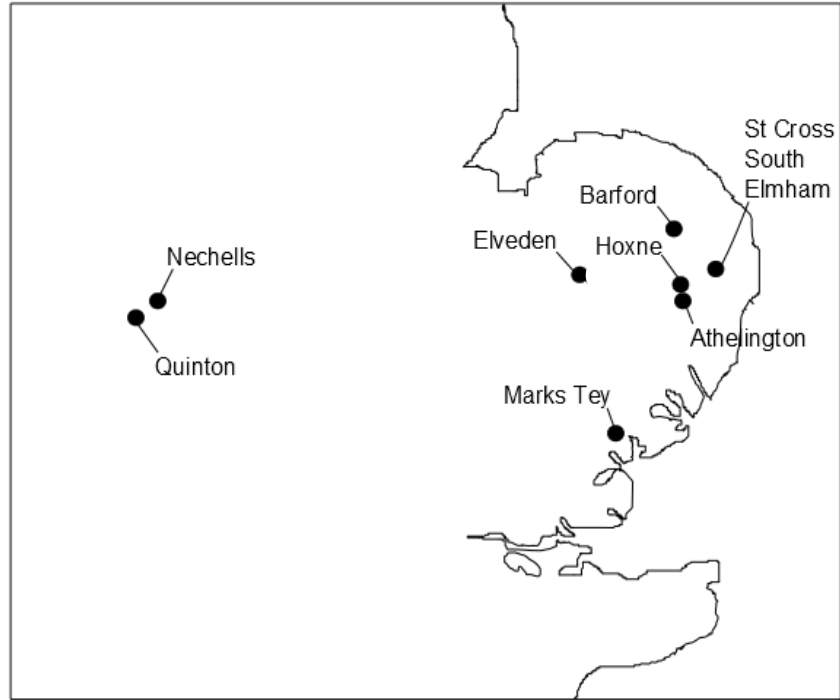 St Cross
South
Elmham
Barford
Elveden
Hoxne
Nechells
Athelington
Quinton
Marks Tey